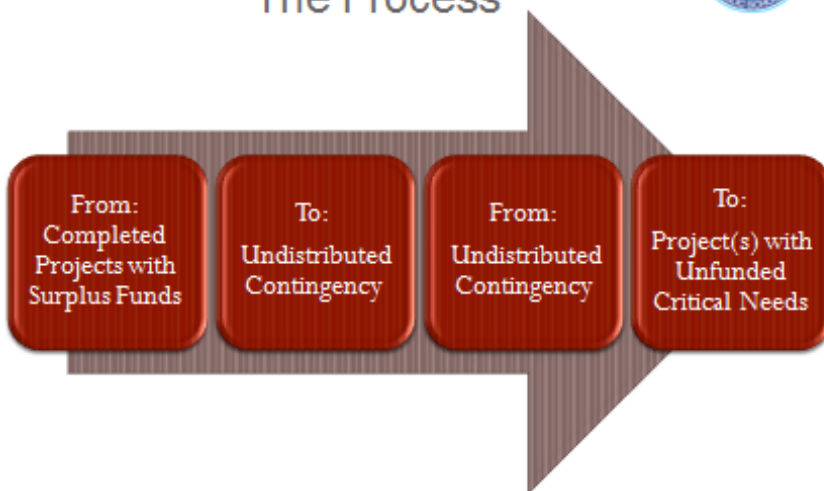 The Process
From:
Completed
Projects with
Surplus Funds
To:
Undistributed
Contingency
From:
Undistributed
Contingency
To:
Project(s) with
Unfunded
Critical Needs